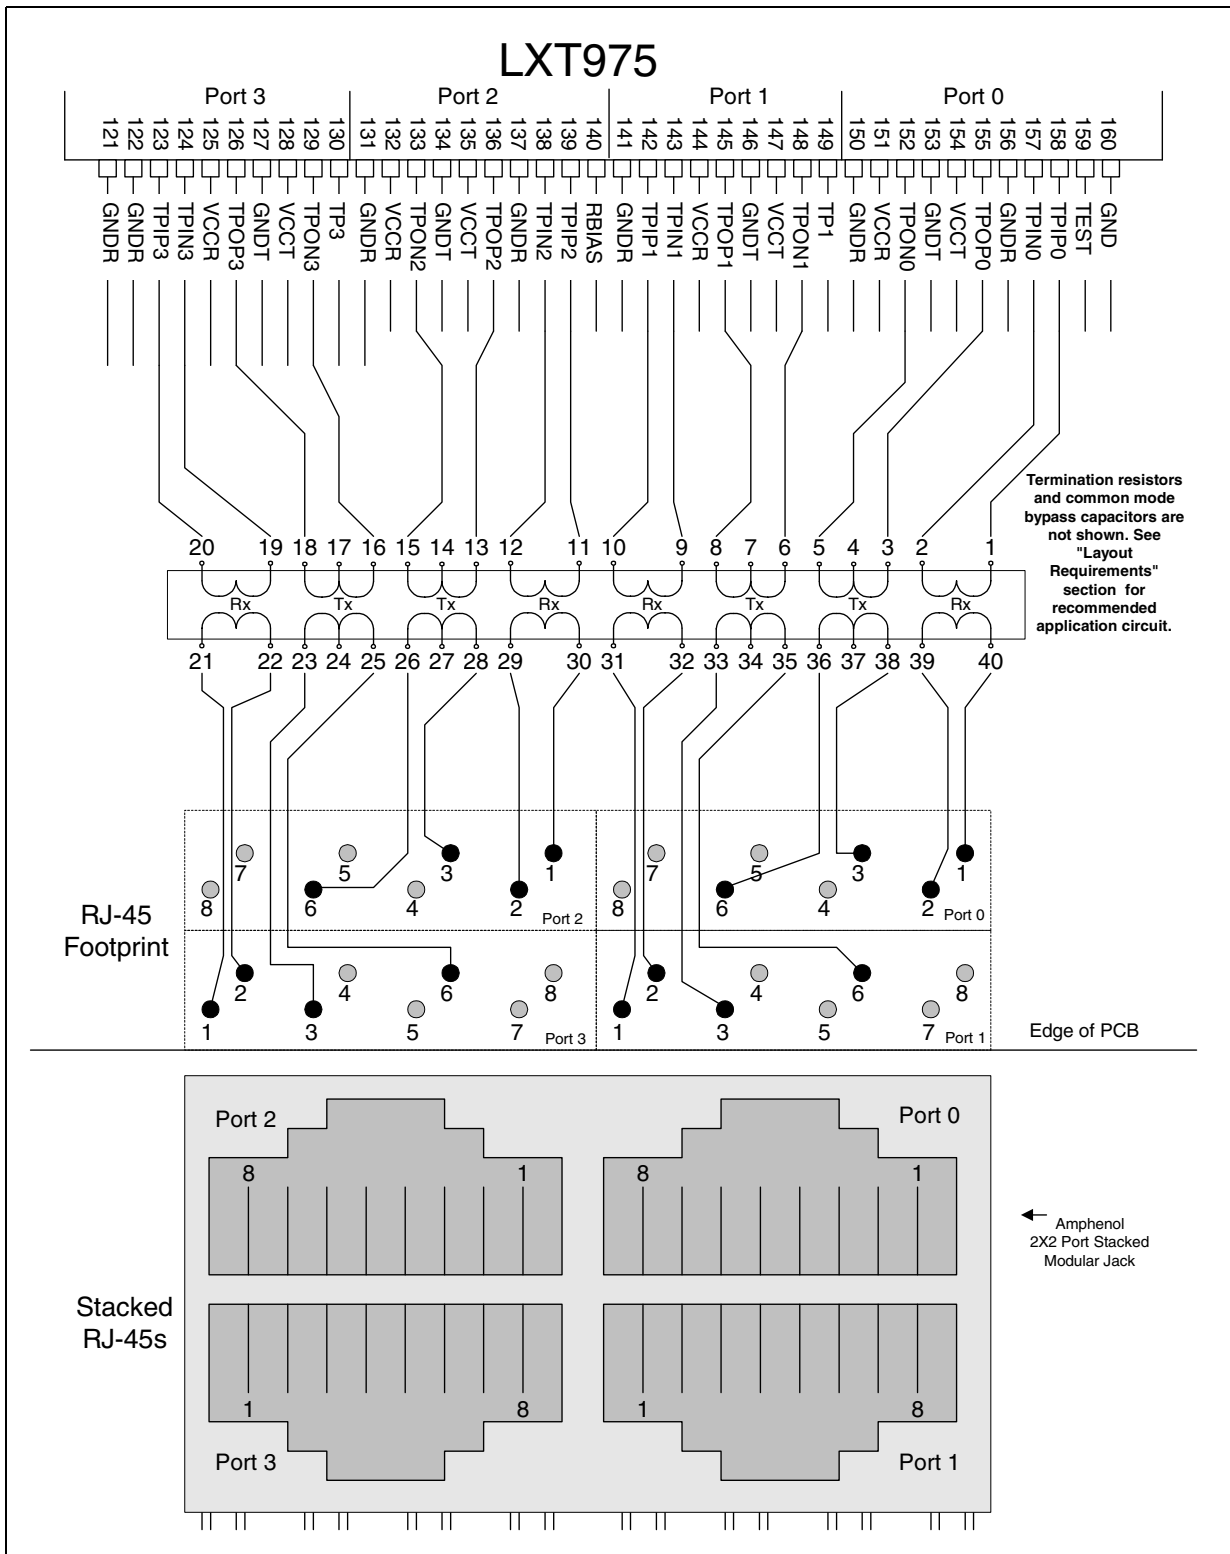 LXT975
Port 3
Port 2
Port 1
Port 0
121 122 123 124 125 126 127 128 129 130 131 132 133 134 135 136 137 138 139 140 141 142 143 144 145 146 147 148 149 150 151 152 153 154 155 156 157 158 159 160
GNDR GNDR TPIP3 TPIN3 VCCR TPOP3 GNDT VCCT TPON3 TP3 GNDR VCCR TPON2 GNDT VCCT TPOP2 GNDR TPIN2 TPIP2 RBIAS GNDR TPIP1 TPIN1 VCCR TPOP1 GNDT VCCT TPON1 TP1 GNDR VCCR TPON0 GNDT VCCT TPOP0 GNDR TPIN0 TPIP0 TEST GND
Termination resistors
and common mode
bypass capacitors are
not shown. See
"Layout
Requirements"
section for
recommended
application circuit.
20 19 18 17 16 15 14 13 12 11 10 9 8 7 6 5 4 3 2 1
Rx Tx Tx Rx Rx Tx Tx Rx
21 22 23 24 25 26 27 28 29 30 31 32 33 34 35 36 37 38 39 40
RJ-45
Footprint
7 5 3 1
8 6 4 2 Port 2
7 5 3 1
8 6 4 2 Port 0
2 4 6 8
1 3 5 7 Port 3
2 4 6 8
1 3 5 7 Port 1
Edge of PCB
Port 2
8 1
Port 0
8 1
Amphenol
2X2 Port Stacked
Modular Jack
Stacked
RJ-45s
1 8
Port 3
1 8
Port 1